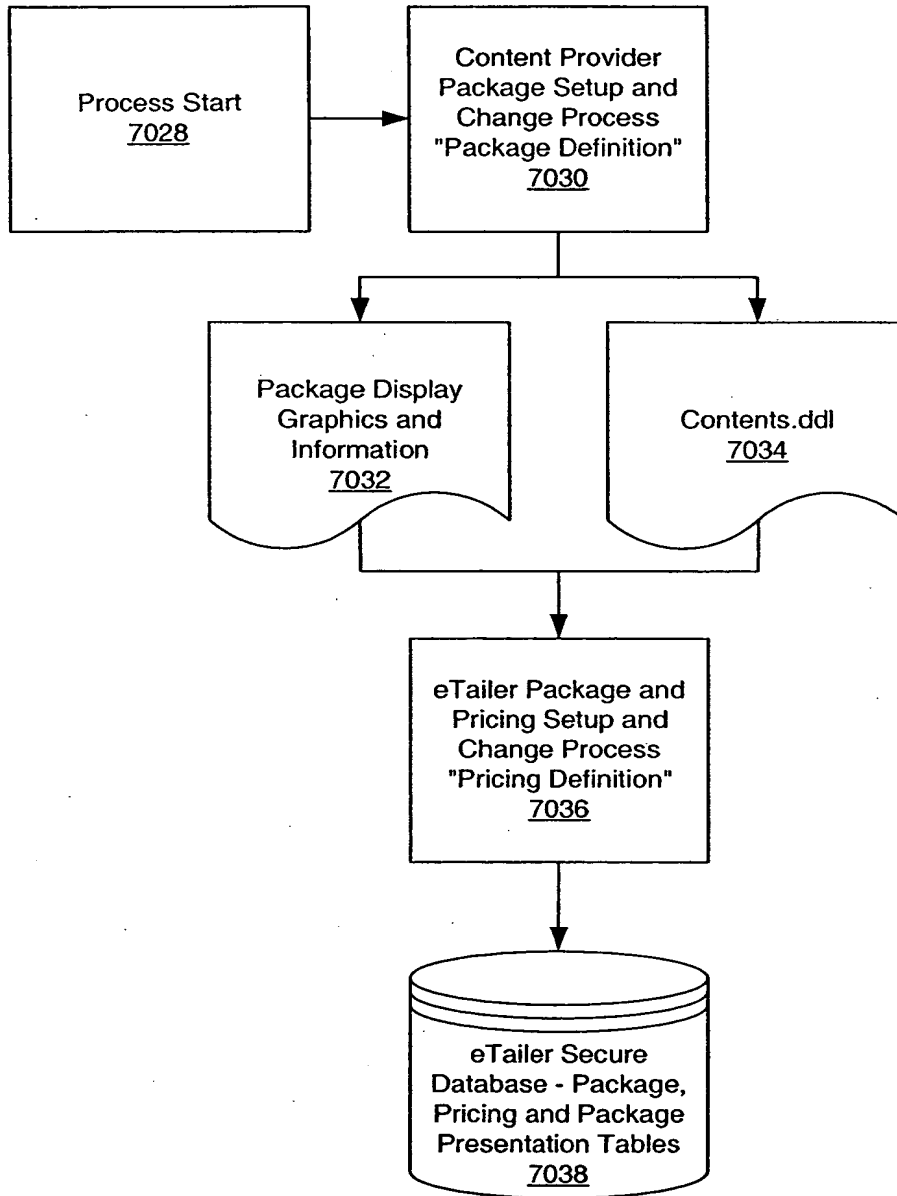 Process Start
7028
Content Provider
Package Setup and
Change Process
"Package Definition"
7030
Package Display
Graphics and
Information
7032
Contents.ddl
7034
eTailer Package and
Pricing Setup and
Change Process
"Pricing Definition"
7036
eTailer Secure
Database - Package,
Pricing and Package
Presentation Tables
7038